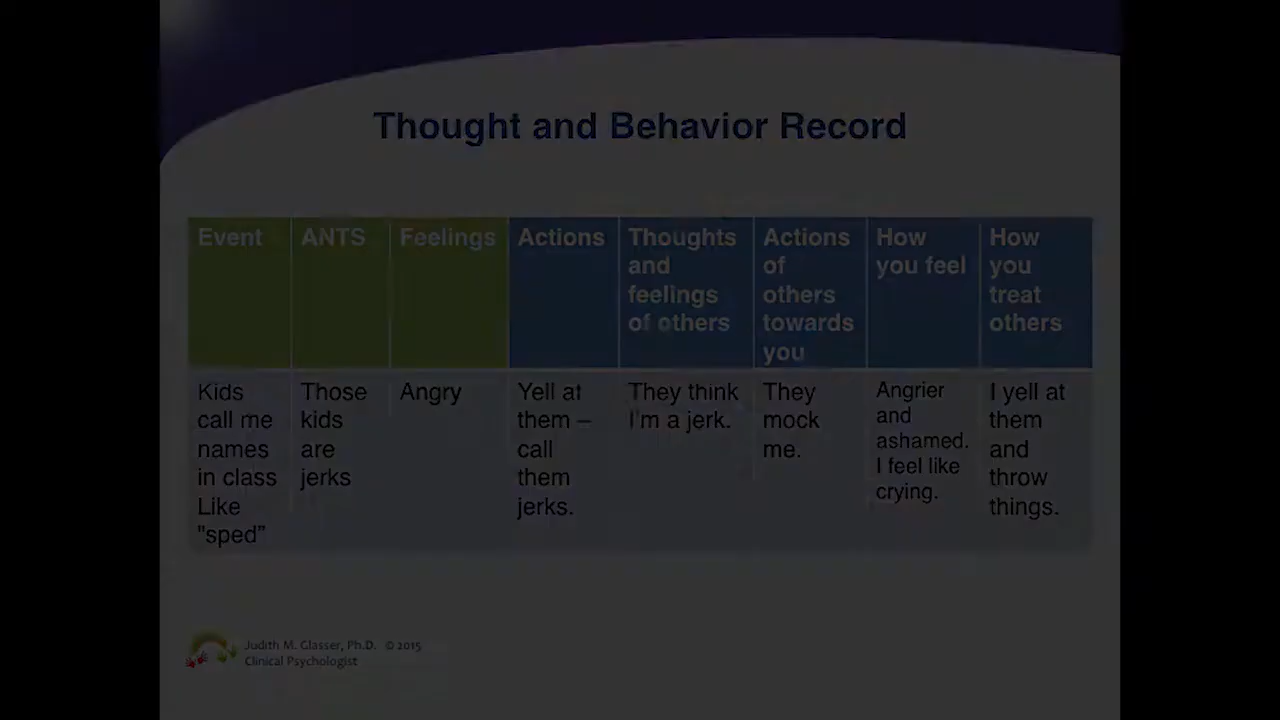 Thought and Behavior Record
Event
ANTS
Feelings
Actions
Thoughts
and
feelings
of others
Actions
of
others
towards
you
How
you feel
How
you
treat
others
Kids
call me
names
in class
Like
"sped"
Those
kids
are
jerks
Angry
Yell at
them –
call
them
jerks.
They think
I'm a jerk.
They
mock
me.
Angrier
and
ashamed.
I feel like
crying.
I yell at
them
and
throw
things.
Judith M. Glasser, Ph.D. © 2015
Clinical Psychologist